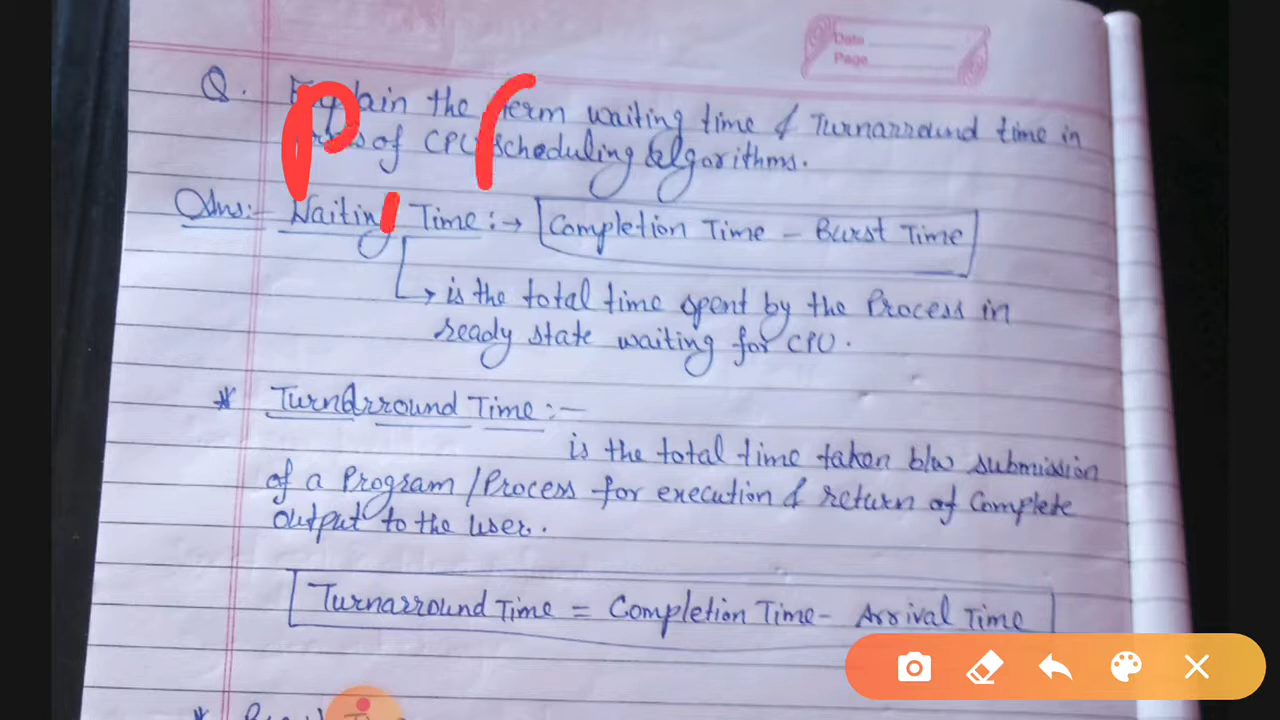 Date
Page
Q. Explain the term waiting time & Turnarround time in
of CPU scheduling algorithms.
Ans:- Waiting Time :→ Completion Time - Burst Time
↳ is the total time spent by the Process in
ready state waiting for CPU.
* Turnarround Time :-
is the total time taken b/w submission
of a Program / Process for execution & return of Complete
output to the user.
Turnarround Time = Completion Time - Arrival Time
*